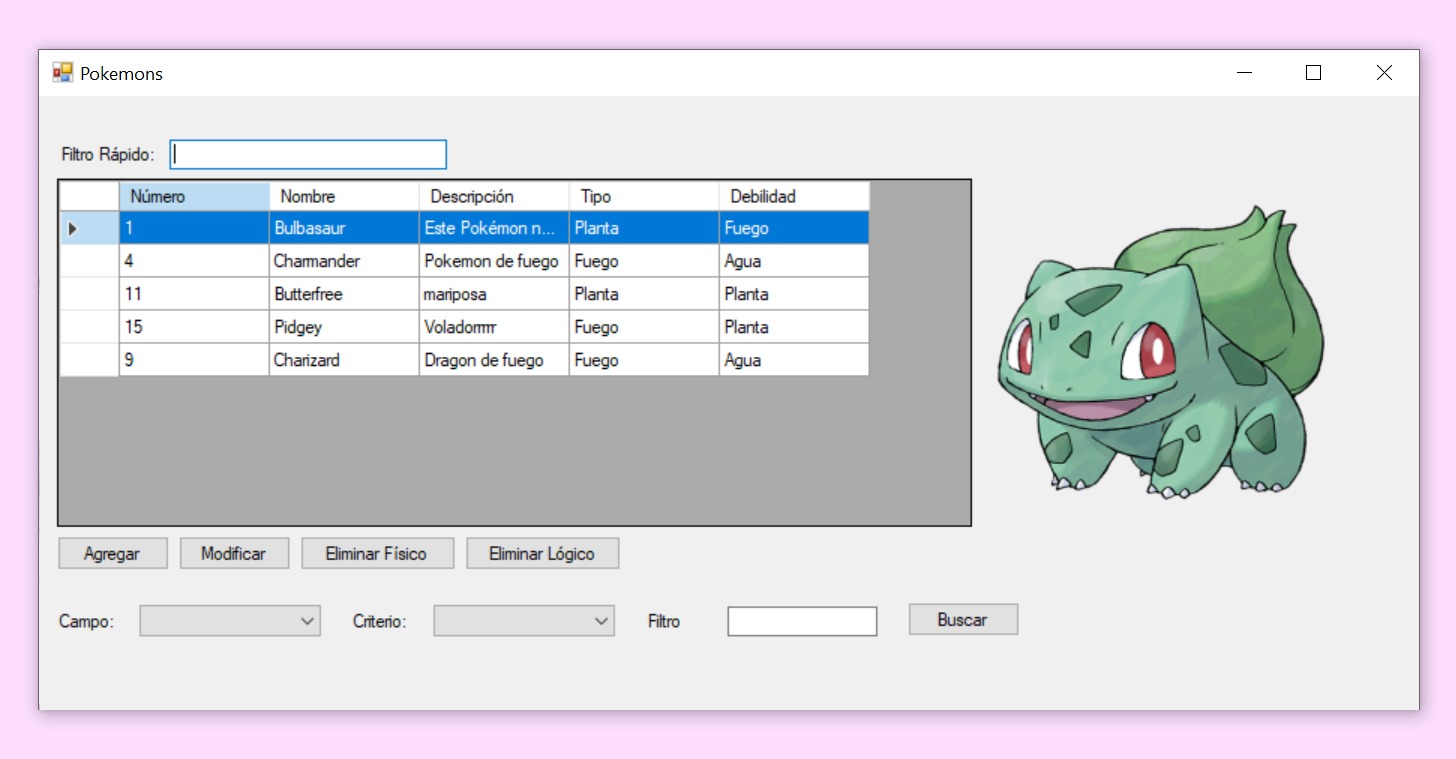 Pokemons
Filtro Rápido:
Número Nombre Descripción Tipo Debilidad
1 Bulbasaur Este Pokémon n... Planta Fuego
4 Charmander Pokemon de fuego Fuego Agua
11 Butterfree mariposa Planta Planta
15 Pidgey Voladorrrrr Fuego Planta
9 Charizard Dragon de fuego Fuego Agua
Agregar Modificar Eliminar Físico Eliminar Lógico
Campo: Criterio: Filtro Buscar